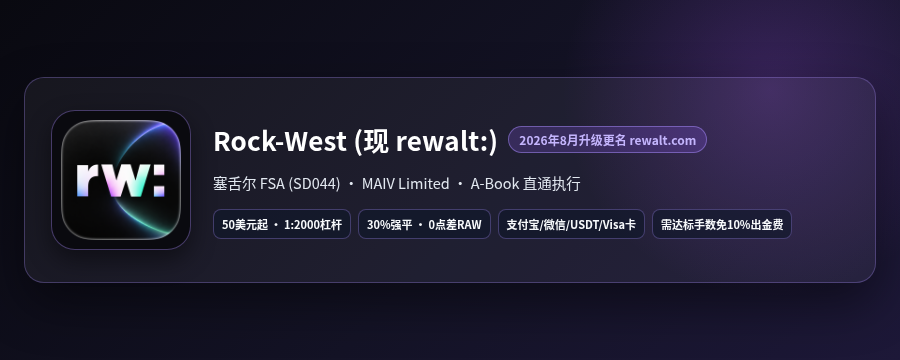 rw:
Rock-West (现 rewalt:) 2026年8月升级更名 rewalt.com
塞舌尔 FSA (SD044) · MAIV Limited · A-Book 直通执行
50美元起 · 1:2000杠杆 30%强平 · 0点差RAW 支付宝/微信/USDT/Visa卡 需达标手数免10%出金费